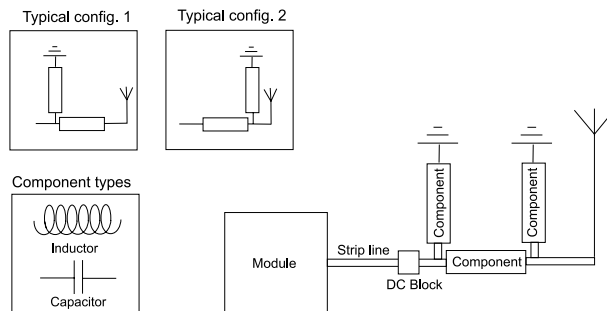 Typical config. 1
Typical config. 2
Component types
Inductor
Capacitor
Module
Strip line
DC Block
Component
Component
Component